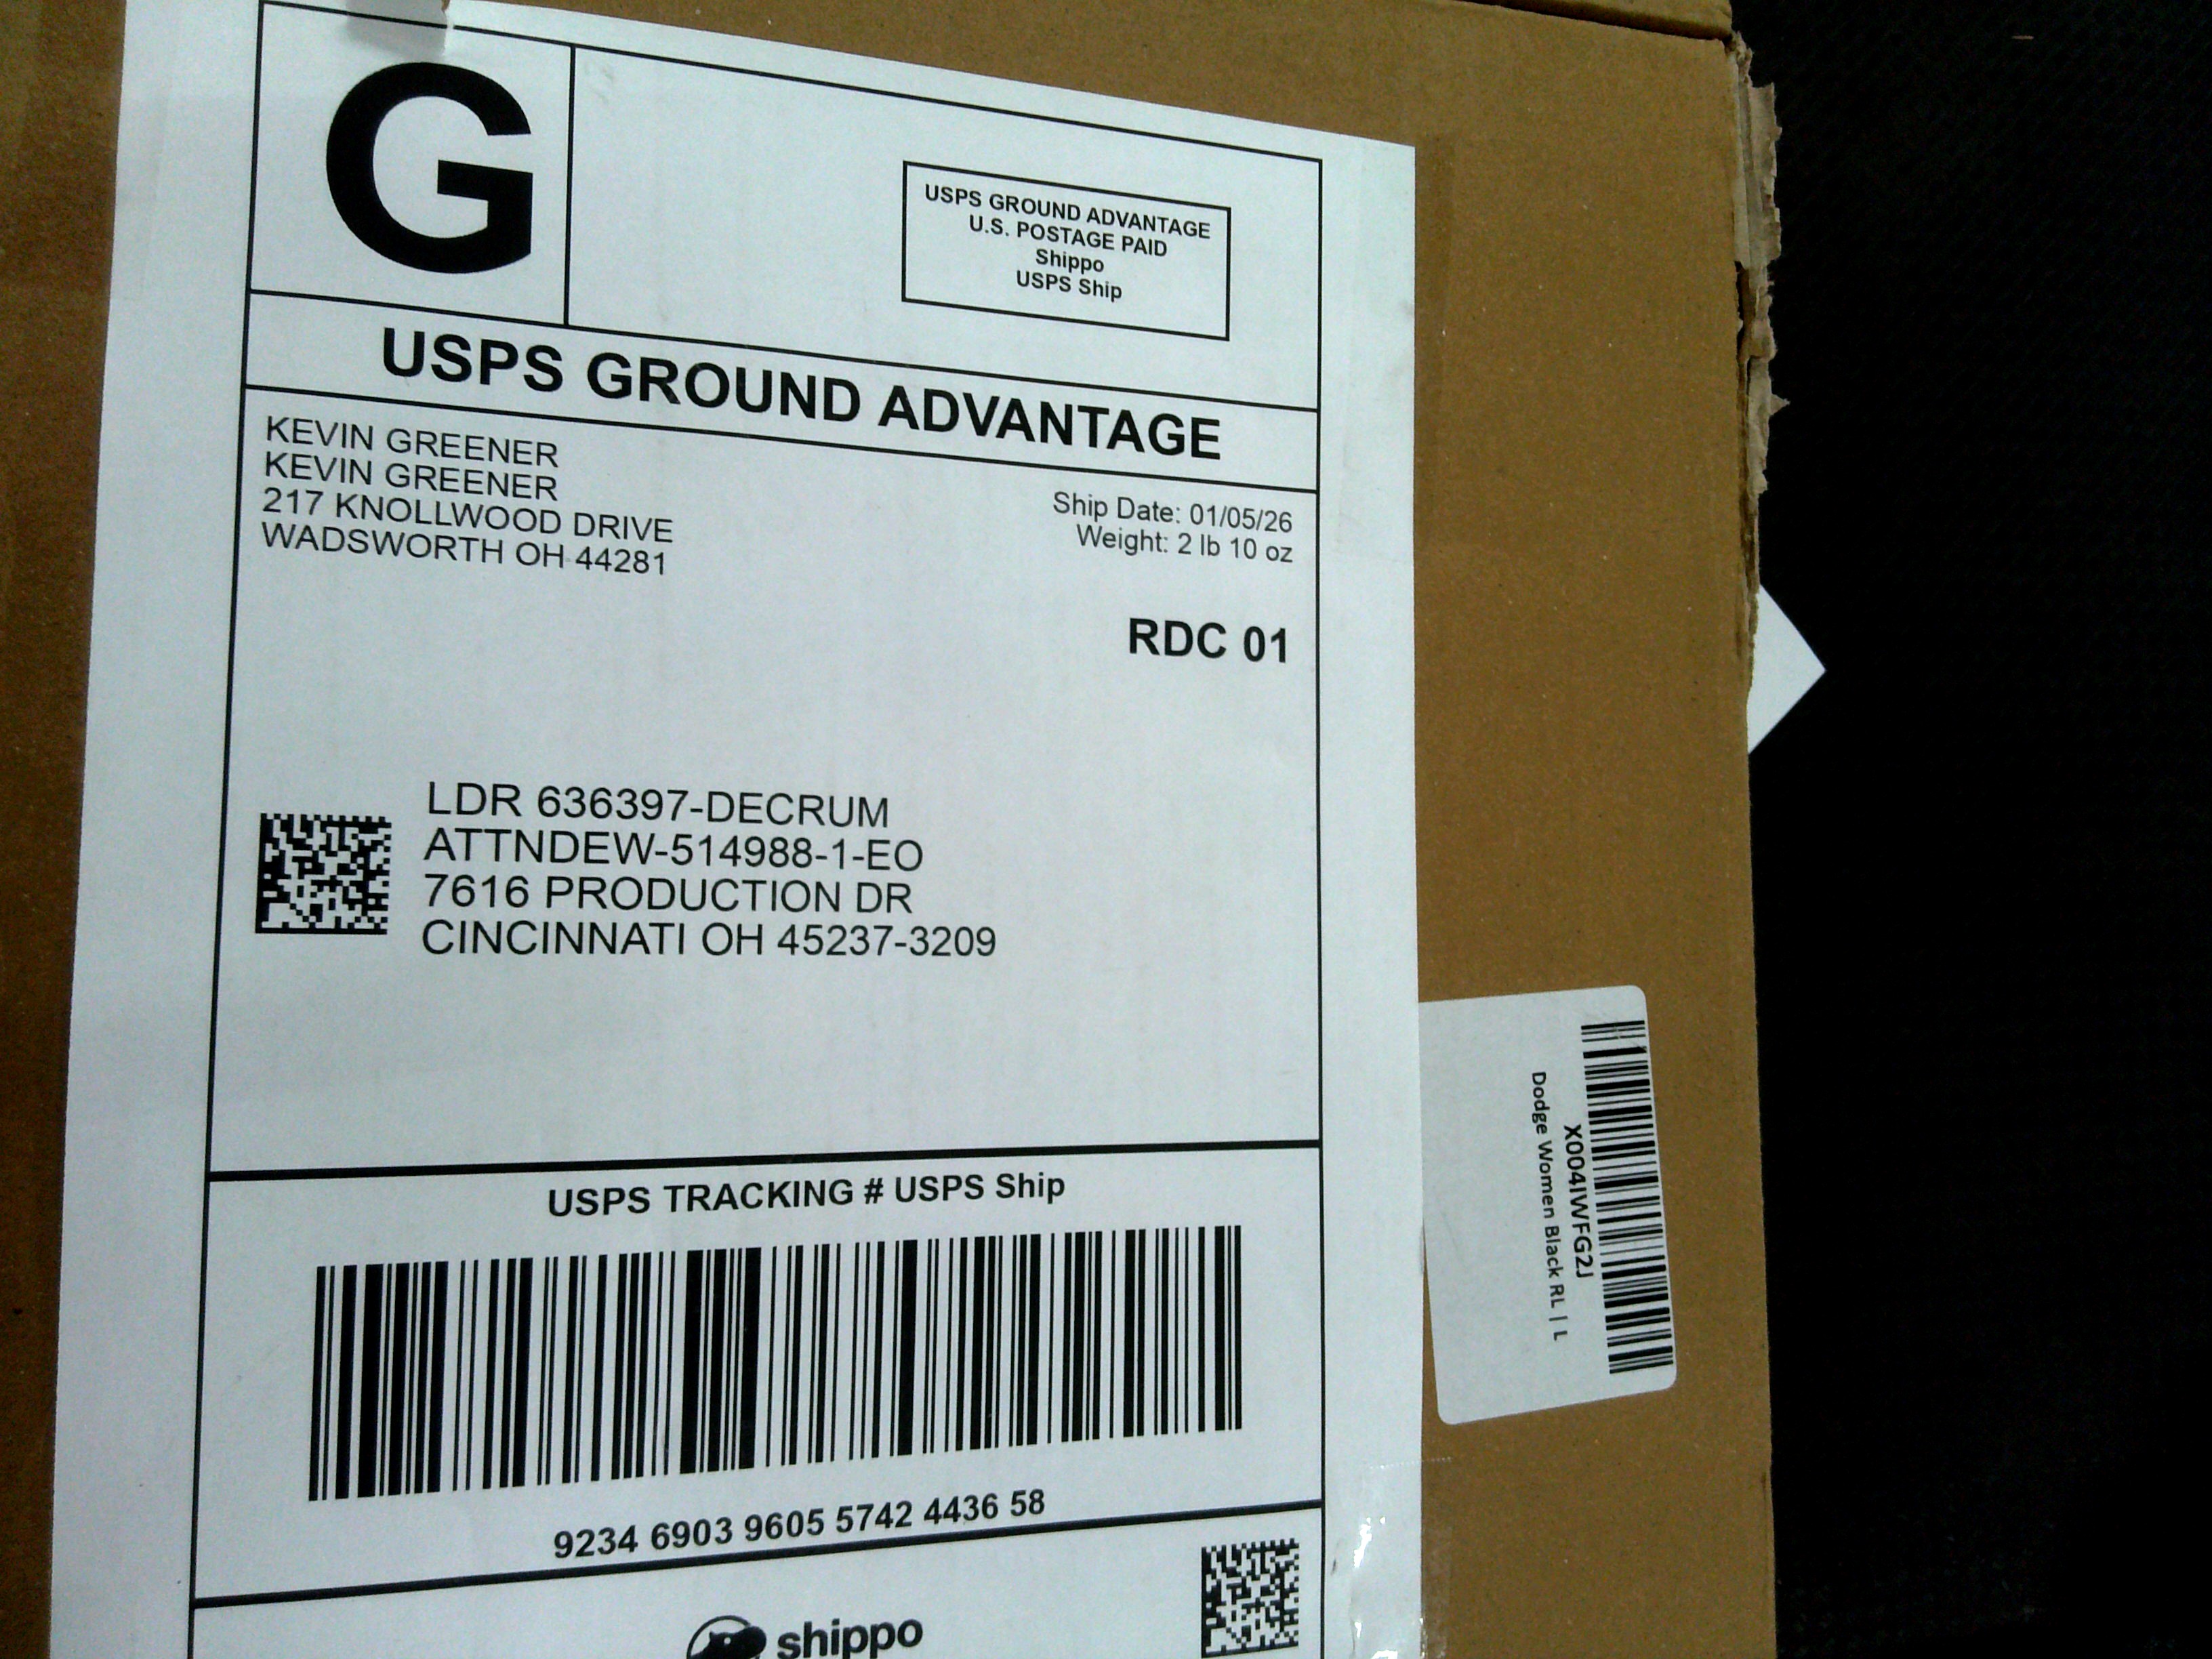 G
USPS GROUND ADVANTAGE
U.S. POSTAGE PAID
Shippo
USPS Ship
USPS GROUND ADVANTAGE
KEVIN GREENER
KEVIN GREENER
217 KNOLLWOOD DRIVE
WADSWORTH OH 44281
Ship Date: 01/05/26
Weight: 2 lb 10 oz
RDC 01
LDR 636397-DECRUM
ATTNDEW-514988-1-EO
7616 PRODUCTION DR
CINCINNATI OH 45237-3209
USPS TRACKING # USPS Ship
9234 6903 9605 5742 4436 58
shippo
X004IWFG2J
Dodge Women Black RL | L